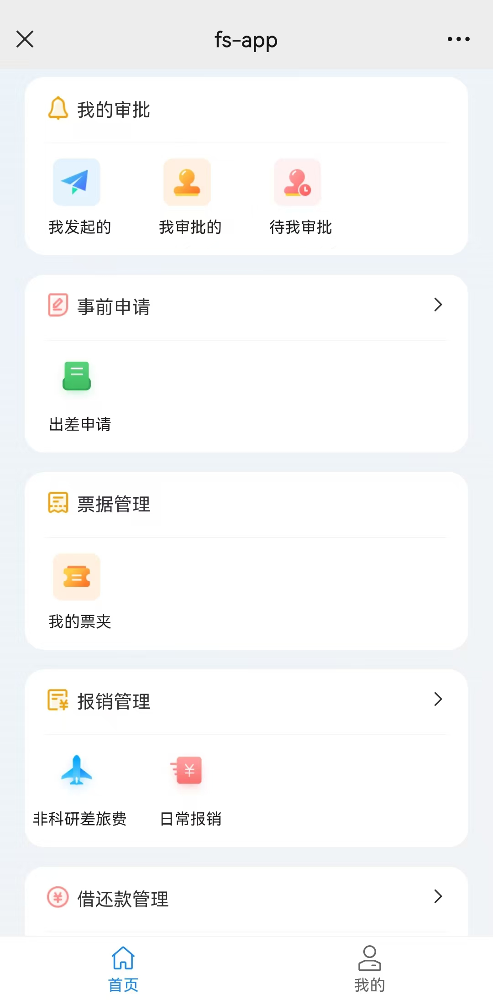 fs-app
我的审批
我发起的
我审批的
待我审批
事前申请
出差申请
票据管理
我的票夹
报销管理
非科研差旅费
日常报销
借还款管理
首页
我的